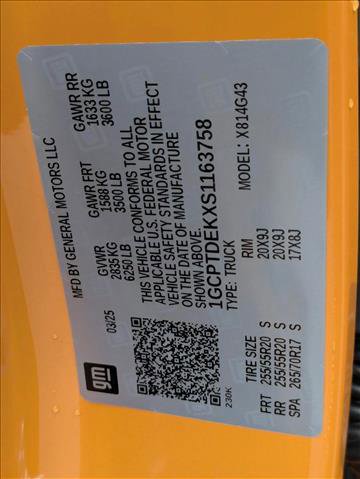 gm
MFD BY GENERAL MOTORS LLC
03/25
GVWR GAWR FRT GAWR RR
2835 KG 1588 KG 1633 KG
6250 LB 3500 LB 3600 LB
THIS VEHICLE CONFORMS TO ALL
APPLICABLE U.S. FEDERAL MOTOR
VEHICLE SAFETY STANDARDS IN EFFECT
ON THE DATE OF MANUFACTURE
SHOWN ABOVE.
1GCPTDEKXS1163758
TYPE: TRUCK MODEL: X814G43
230K
TIRE SIZE RIM
FRT 255/55R20 S 20X9J
RR 255/55R20 S 20X9J
SPA 265/70R17 S 17X8J